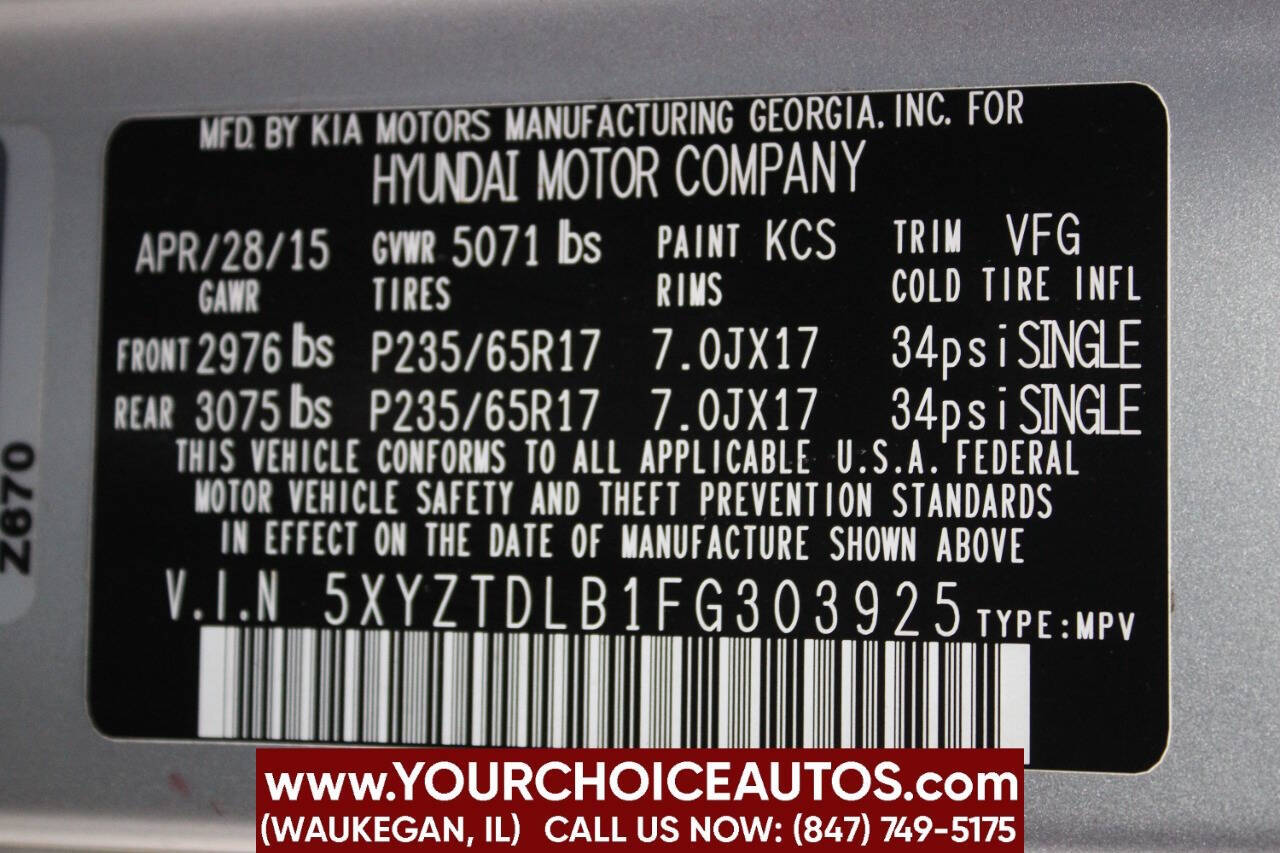 MFD. BY KIA MOTORS MANUFACTURING GEORGIA. INC. FOR
HYUNDAI MOTOR COMPANY
APR/28/15 GVWR 5071 lbs PAINT KCS TRIM VFG
GAWR TIRES RIMS COLD TIRE INFL
FRONT 2976 lbs P235/65R17 7.0JX17 34psi SINGLE
REAR 3075 lbs P235/65R17 7.0JX17 34psi SINGLE
THIS VEHICLE CONFORMS TO ALL APPLICABLE U.S.A. FEDERAL
MOTOR VEHICLE SAFETY AND THEFT PREVENTION STANDARDS
IN EFFECT ON THE DATE OF MANUFACTURE SHOWN ABOVE
V.I.N 5XYZTDLB1FG303925 TYPE:MPV
Z670
www.YOURCHOICEAUTOS.com
(WAUKEGAN, IL) CALL US NOW: (847) 749-5175